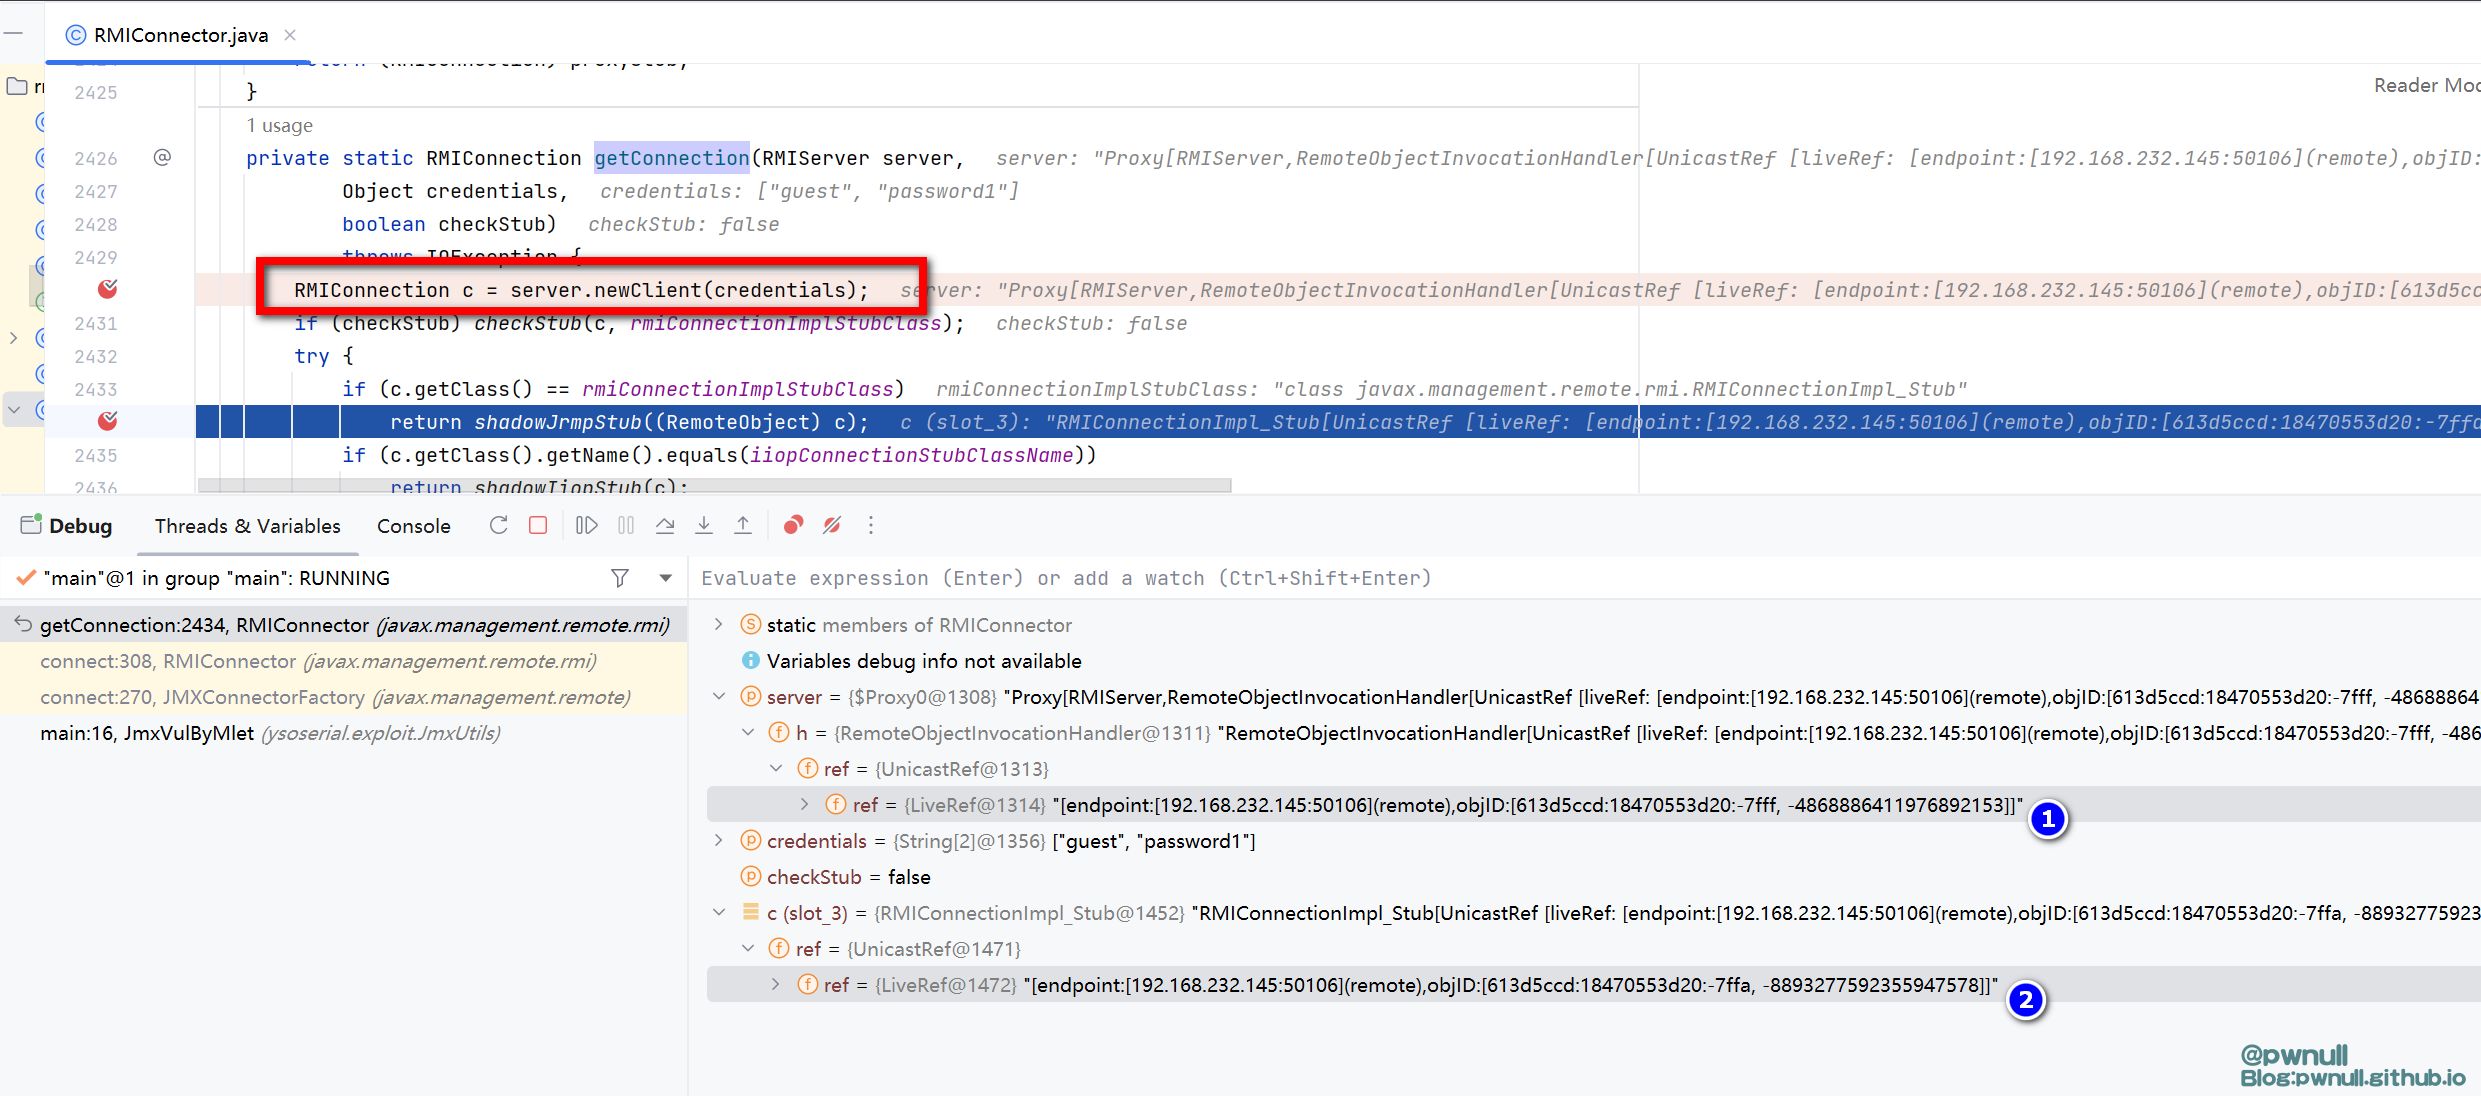 RMIConnector.java
Reader Mod
2425 }
1 usage
2426 @ private static RMIConnection getConnection(RMIServer server, server: "Proxy[RMIServer,RemoteObjectInvocationHandler[UnicastRef [liveRef: [endpoint:[192.168.232.145:50106](remote),objID:
2427 Object credentials, credentials: ["guest", "password1"]
2428 boolean checkStub) checkStub: false
2429 throws IOException {
RMIConnection c = server.newClient(credentials); server: "Proxy[RMIServer,RemoteObjectInvocationHandler[UnicastRef [liveRef: [endpoint:[192.168.232.145:50106](remote),objID:[613d5cc
2431 if (checkStub) checkStub(c, rmiConnectionImplStubClass); checkStub: false
2432 try {
2433 if (c.getClass() == rmiConnectionImplStubClass) rmiConnectionImplStubClass: "class javax.management.remote.rmi.RMIConnectionImpl_Stub"
return shadowJrmpStub((RemoteObject) c); c (slot_3): "RMIConnectionImpl_Stub[UnicastRef [liveRef: [endpoint:[192.168.232.145:50106](remote),objID:[613d5ccd:18470553d20:-7ffa
2435 if (c.getClass().getName().equals(iiopConnectionStubClassName))
2436 return shadowIiopStub(c);
Debug Threads & Variables Console
"main"@1 in group "main": RUNNING
Evaluate expression (Enter) or add a watch (Ctrl+Shift+Enter)
getConnection:2434, RMIConnector (javax.management.remote.rmi)
connect:308, RMIConnector (javax.management.remote.rmi)
connect:270, JMXConnectorFactory (javax.management.remote)
main:16, JmxVulByMlet (ysoserial.exploit.JmxUtils)
static members of RMIConnector
Variables debug info not available
server = {$Proxy0@1308} "Proxy[RMIServer,RemoteObjectInvocationHandler[UnicastRef [liveRef: [endpoint:[192.168.232.145:50106](remote),objID:[613d5ccd:18470553d20:-7fff, -48688864
h = {RemoteObjectInvocationHandler@1311} "RemoteObjectInvocationHandler[UnicastRef [liveRef: [endpoint:[192.168.232.145:50106](remote),objID:[613d5ccd:18470553d20:-7fff, -486
ref = {UnicastRef@1313}
ref = {LiveRef@1314} "[endpoint:[192.168.232.145:50106](remote),objID:[613d5ccd:18470553d20:-7fff, -4868886411976892153]]"
1
credentials = {String[2]@1356} ["guest", "password1"]
checkStub = false
c (slot_3) = {RMIConnectionImpl_Stub@1452} "RMIConnectionImpl_Stub[UnicastRef [liveRef: [endpoint:[192.168.232.145:50106](remote),objID:[613d5ccd:18470553d20:-7ffa, -88932775923
ref = {UnicastRef@1471}
ref = {LiveRef@1472} "[endpoint:[192.168.232.145:50106](remote),objID:[613d5ccd:18470553d20:-7ffa, -8893277592355947578]]"
2
@pwnull
Blog:pwnull.github.io